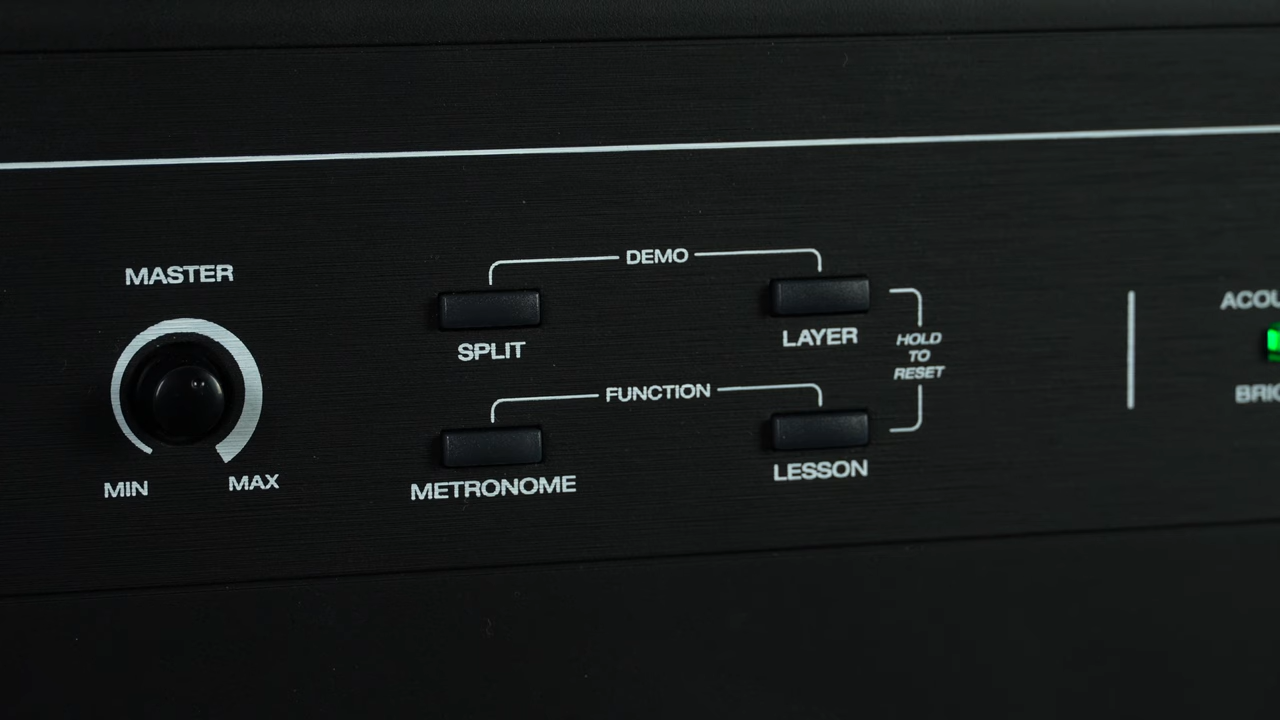 MASTER
MIN MAX
DEMO
SPLIT
LAYER
HOLD
TO
RESET
FUNCTION
METRONOME
LESSON